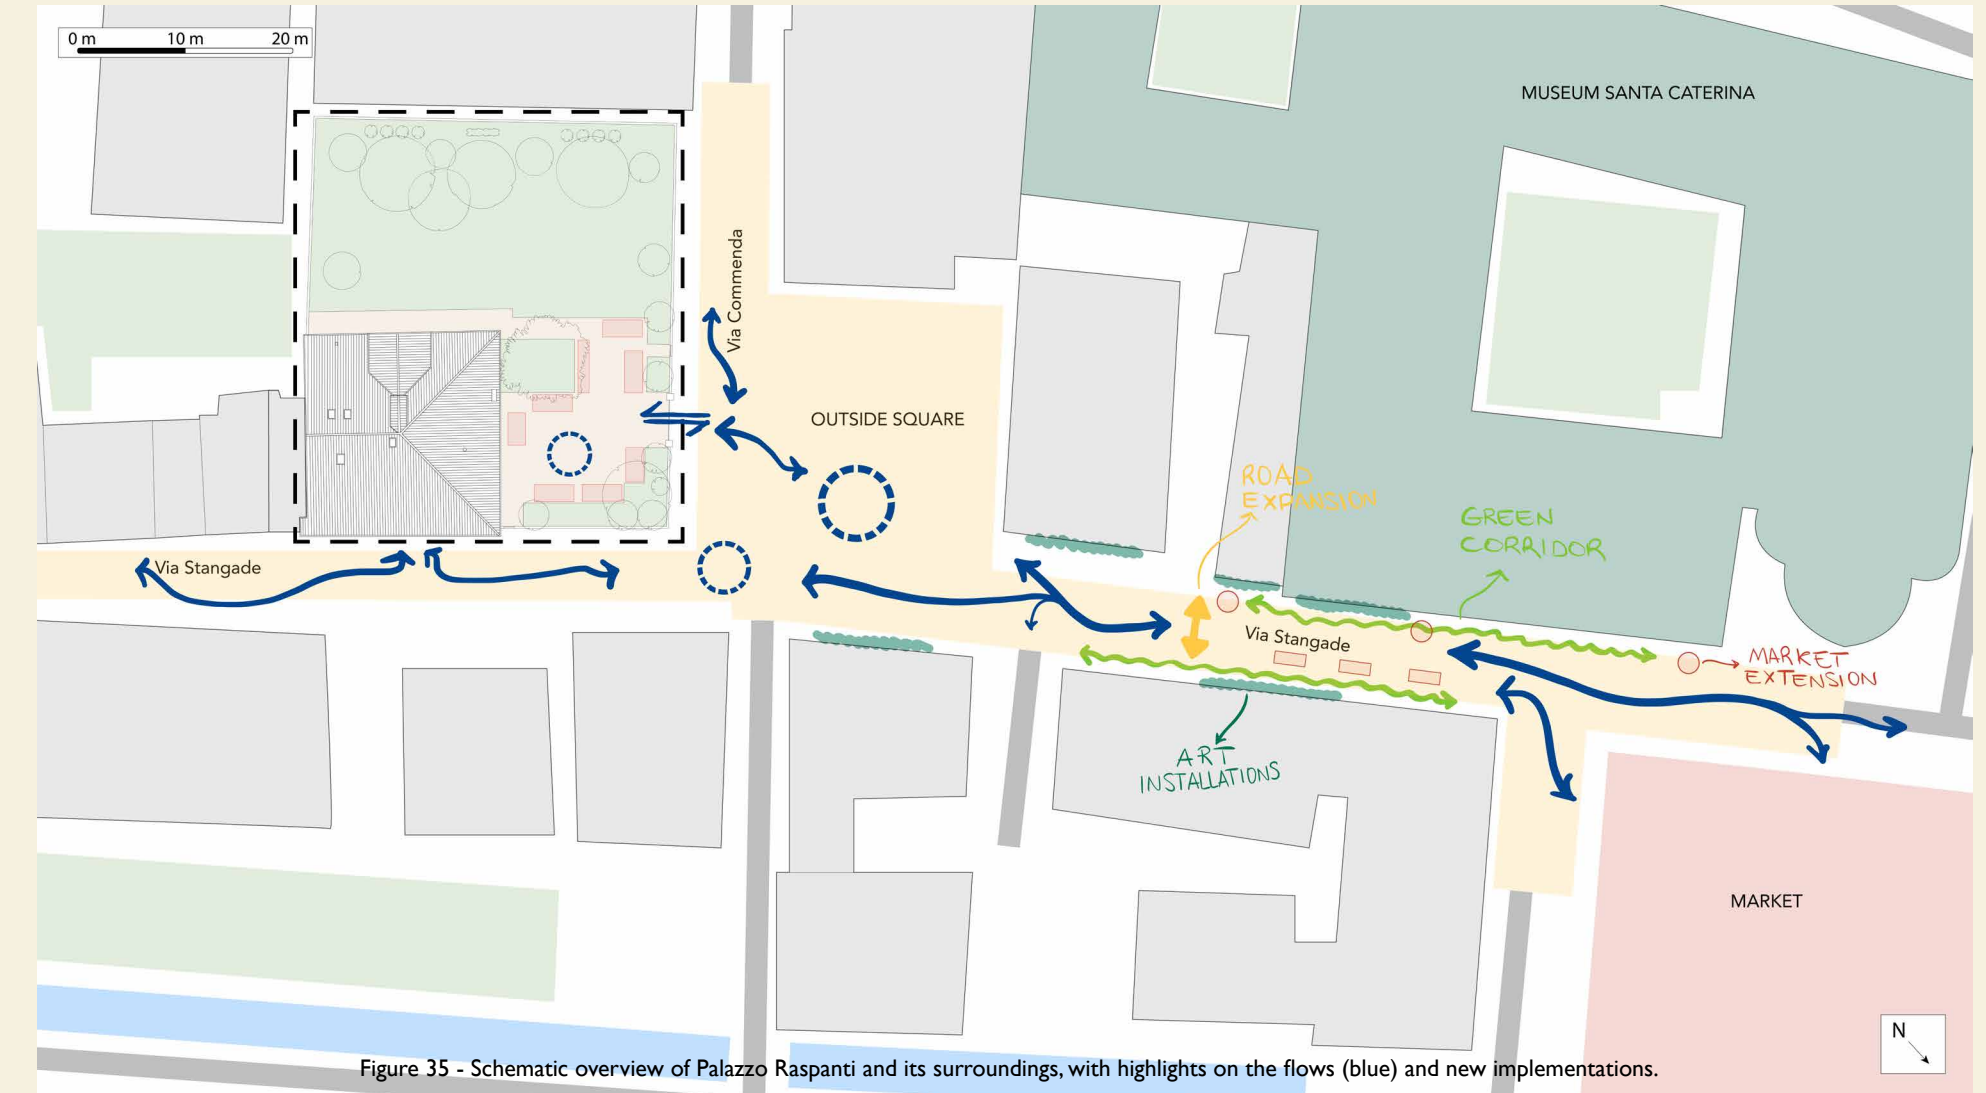 0 m 10 m 20 m
MUSEUM SANTA CATERINA
Via Commenda
OUTSIDE SQUARE
ROAD
EXPANSION
GREEN
CORRIDOR
Via Stangade
Via Stangade
MARKET
EXTENSION
ART
INSTALLATIONS
MARKET
N
Figure 35 - Schematic overview of Palazzo Raspanti and its surroundings, with highlights on the flows (blue) and new implementations.